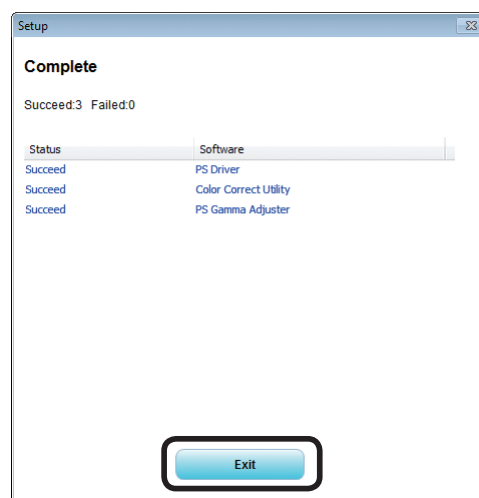 Setup
Complete
Succeed:3 Failed:0
Status Software
Succeed PS Driver
Succeed Color Correct Utility
Succeed PS Gamma Adjuster
Exit